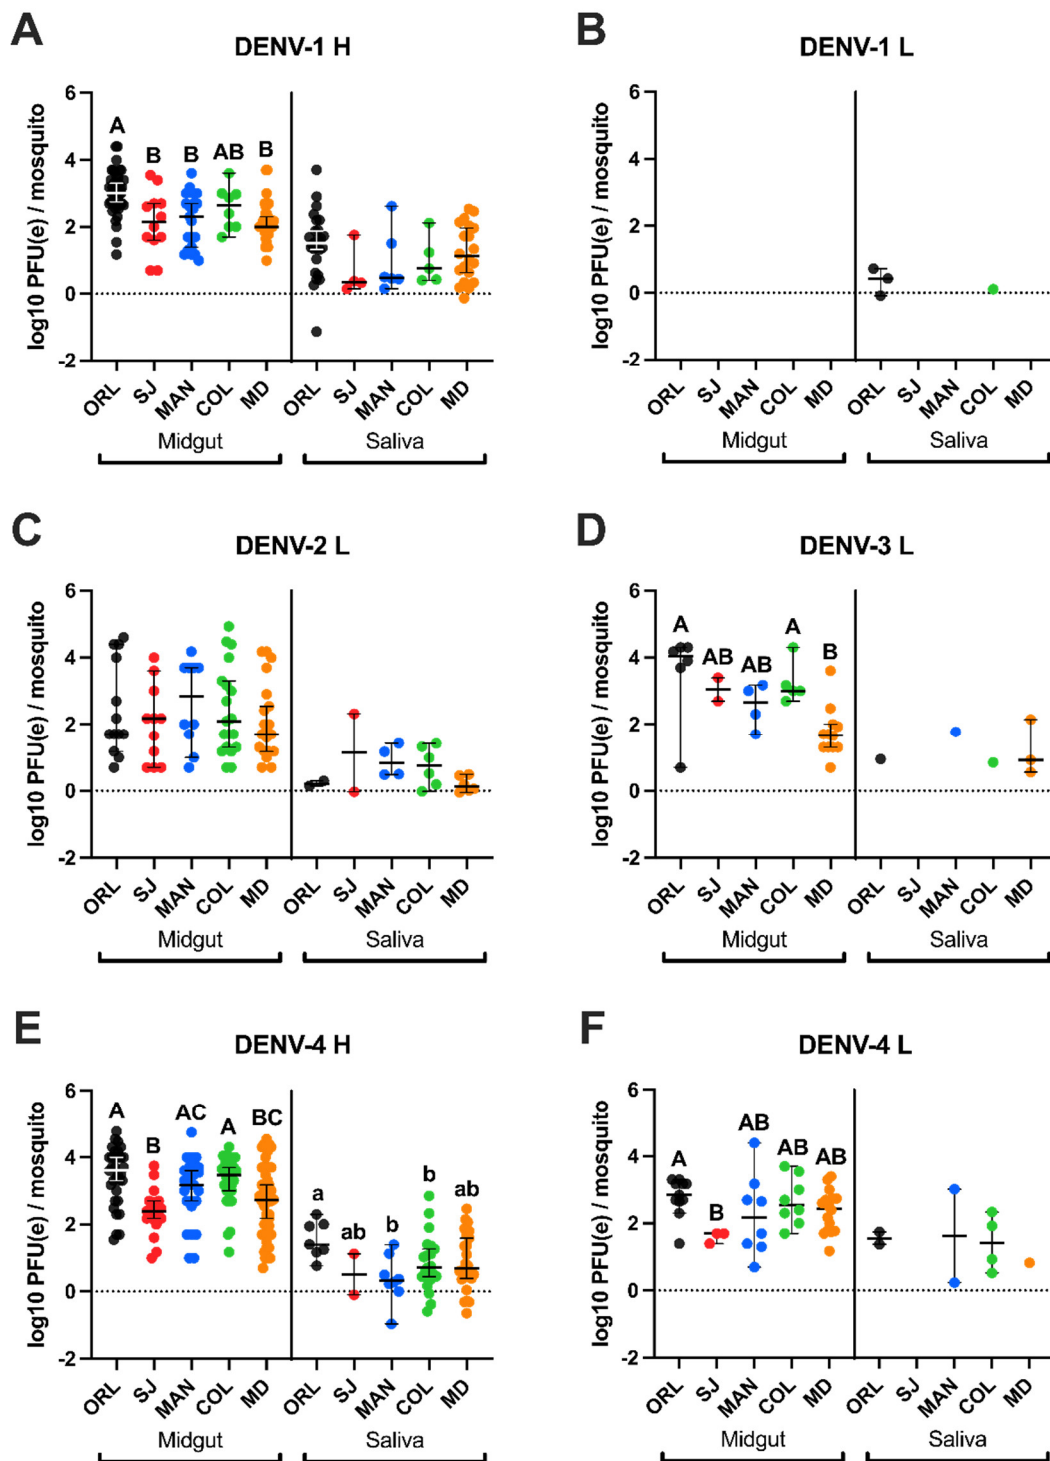 A
DENV-1 H
log10 PFU(e) / mosquito
6
4
2
0
-2
A
B
B
AB
B
ORL
SJ
MAN
COL
MD
ORL
SJ
MAN
COL
MD
Midgut
Saliva
B
DENV-1 L
log10 PFU(e) / mosquito
6
4
2
0
-2
ORL
SJ
MAN
COL
MD
ORL
SJ
MAN
COL
MD
Midgut
Saliva
C
DENV-2 L
log10 PFU(e) / mosquito
6
4
2
0
-2
ORL
SJ
MAN
COL
MD
ORL
SJ
MAN
COL
MD
Midgut
Saliva
D
DENV-3 L
log10 PFU(e) / mosquito
6
4
2
0
-2
A
AB
AB
A
B
ORL
SJ
MAN
COL
MD
ORL
SJ
MAN
COL
MD
Midgut
Saliva
E
DENV-4 H
log10 PFU(e) / mosquito
6
4
2
0
-2
A
B
AC
A
BC
a
ab
b
b
ab
ORL
SJ
MAN
COL
MD
ORL
SJ
MAN
COL
MD
Midgut
Saliva
F
DENV-4 L
log10 PFU(e) / mosquito
6
4
2
0
-2
A
B
AB
AB
AB
ORL
SJ
MAN
COL
MD
ORL
SJ
MAN
COL
MD
Midgut
Saliva